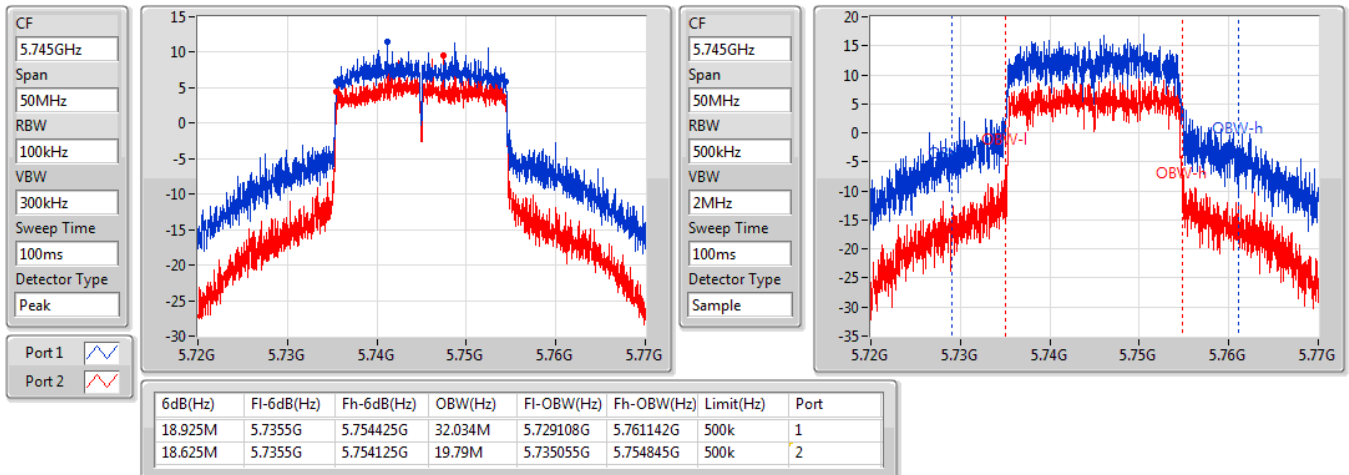 CF
5.745GHz
Span
50MHz
RBW
100kHz
VBW
300kHz
Sweep Time
100ms
Detector Type
Peak
Port 1
Port 2
15
10
5
0
-5
-10
-15
-20
-25
-30
5.72G 5.73G 5.74G 5.75G 5.76G 5.77G
CF
5.745GHz
Span
50MHz
RBW
500kHz
VBW
2MHz
Sweep Time
100ms
Detector Type
Sample
20
15
10
5
0
-5
-10
-15
-20
-25
-30
-35
OBW-l
OBW-h
OBW-h
5.72G 5.73G 5.74G 5.75G 5.76G 5.77G
6dB(Hz) Fl-6dB(Hz) Fh-6dB(Hz) OBW(Hz) Fl-OBW(Hz) Fh-OBW(Hz) Limit(Hz) Port
18.925M 5.7355G 5.754425G 32.034M 5.729108G 5.761142G 500k 1
18.625M 5.7355G 5.754125G 19.79M 5.735055G 5.754845G 500k 2